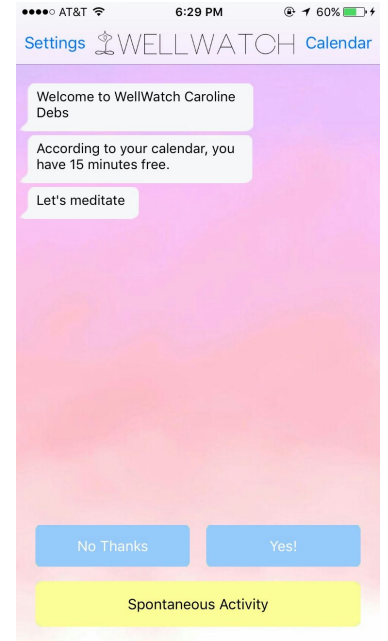 AT&T 6:29 PM 60%
Settings WELLWATCH Calendar
Welcome to WellWatch Caroline
Debs
According to your calendar, you
have 15 minutes free.
Let's meditate
No Thanks Yes!
Spontaneous Activity